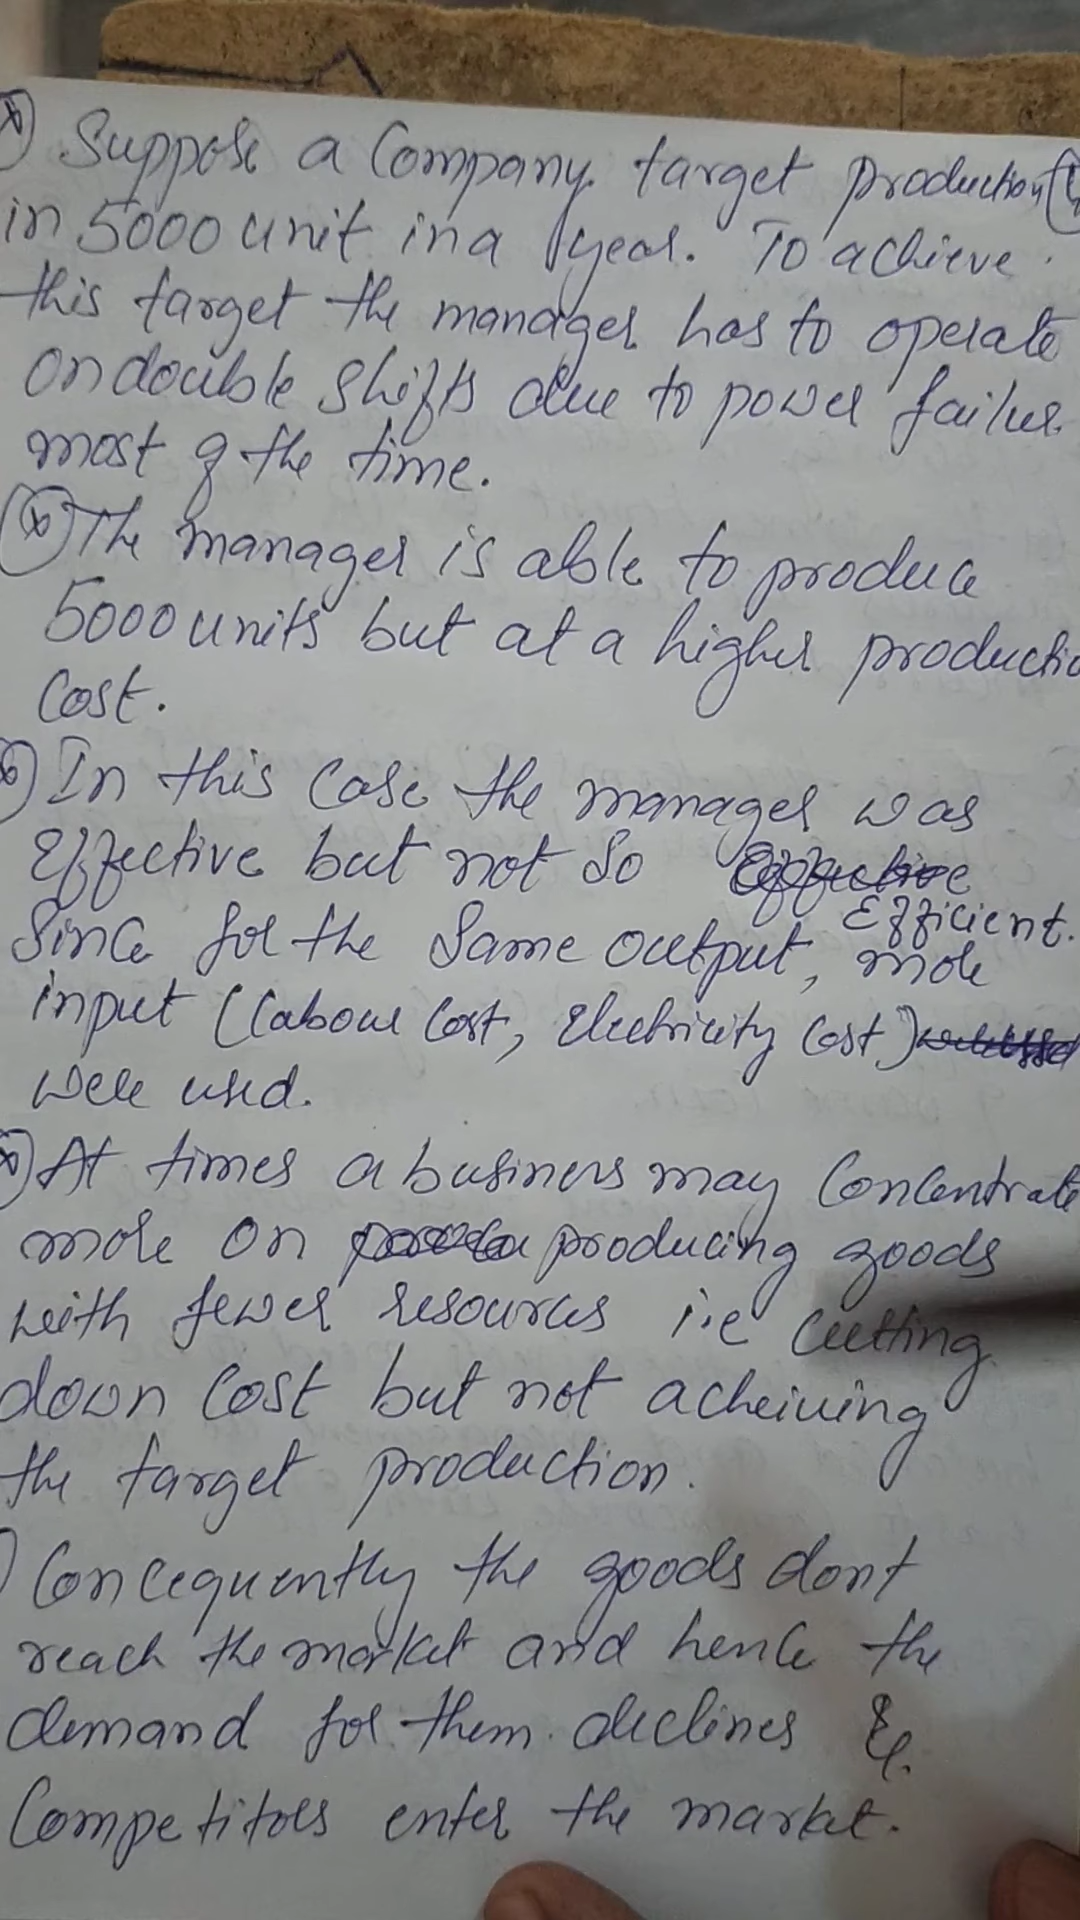 Suppose a Company target production
in 5000 unit in a year. To achieve
this target the manager has to operate
on double shifts due to power failure
most of the time.
The manager is able to produce
5000 units but at a higher productio
Cost.
In this Case the manager was
Effective but not so Effective
Efficient.
Since for the same output, more
input (labour Cost, Electricity Cost)
were used.
At times a business may Concentrate
more on producing goods
with fewer resources i.e Cutting
down Cost but not acheiving
the target production.
Concequently the goods dont
reach the market and hence the
demand for them declines &
Competitors enter the market.